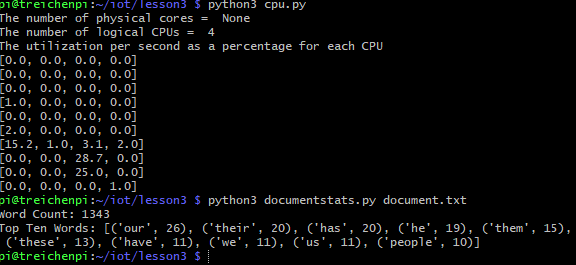 pi@treichenpi:~/iot/lesson3 $ python3 cpu.py
The number of physical cores =  None
The number of logical CPUs =  4
The utilization per second as a percentage for each CPU
[0.0, 0.0, 0.0, 0.0]
[0.0, 0.0, 0.0, 0.0]
[0.0, 0.0, 0.0, 0.0]
[1.0, 0.0, 0.0, 0.0]
[0.0, 0.0, 0.0, 0.0]
[2.0, 0.0, 0.0, 0.0]
[15.2, 1.0, 3.1, 2.0]
[0.0, 0.0, 28.7, 0.0]
[0.0, 0.0, 25.0, 0.0]
[0.0, 0.0, 0.0, 1.0]
pi@treichenpi:~/iot/lesson3 $ python3 documentstats.py document.txt
Word Count: 1343
Top Ten Words: [('our', 26), ('their', 20), ('has', 20), ('he', 19), ('them', 15),
 ('these', 13), ('have', 11), ('we', 11), ('us', 11), ('people', 10)]
pi@treichenpi:~/iot/lesson3 $